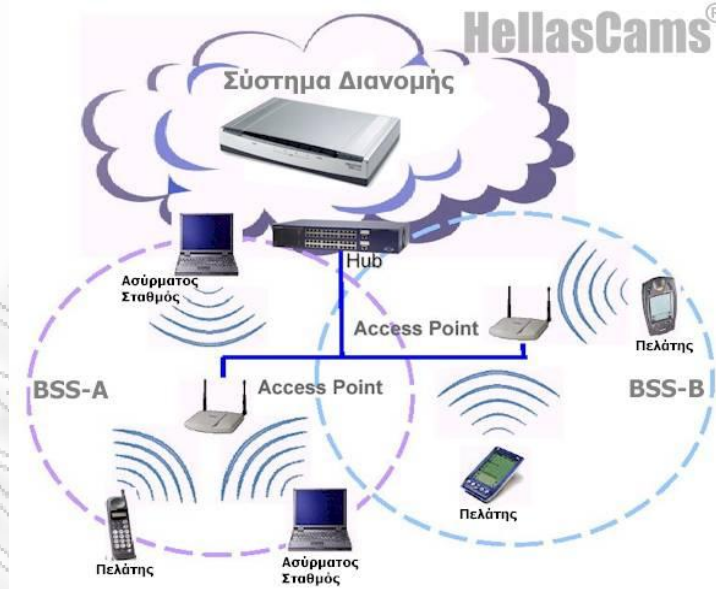 HellasCams®
Σύστημα Διανομής
Hub
Ασύρματος
Σταθμός
Access Point
Πελάτης
BSS-A
Access Point
BSS-B
Πελάτης
Πελάτης
Ασύρματος
Σταθμός